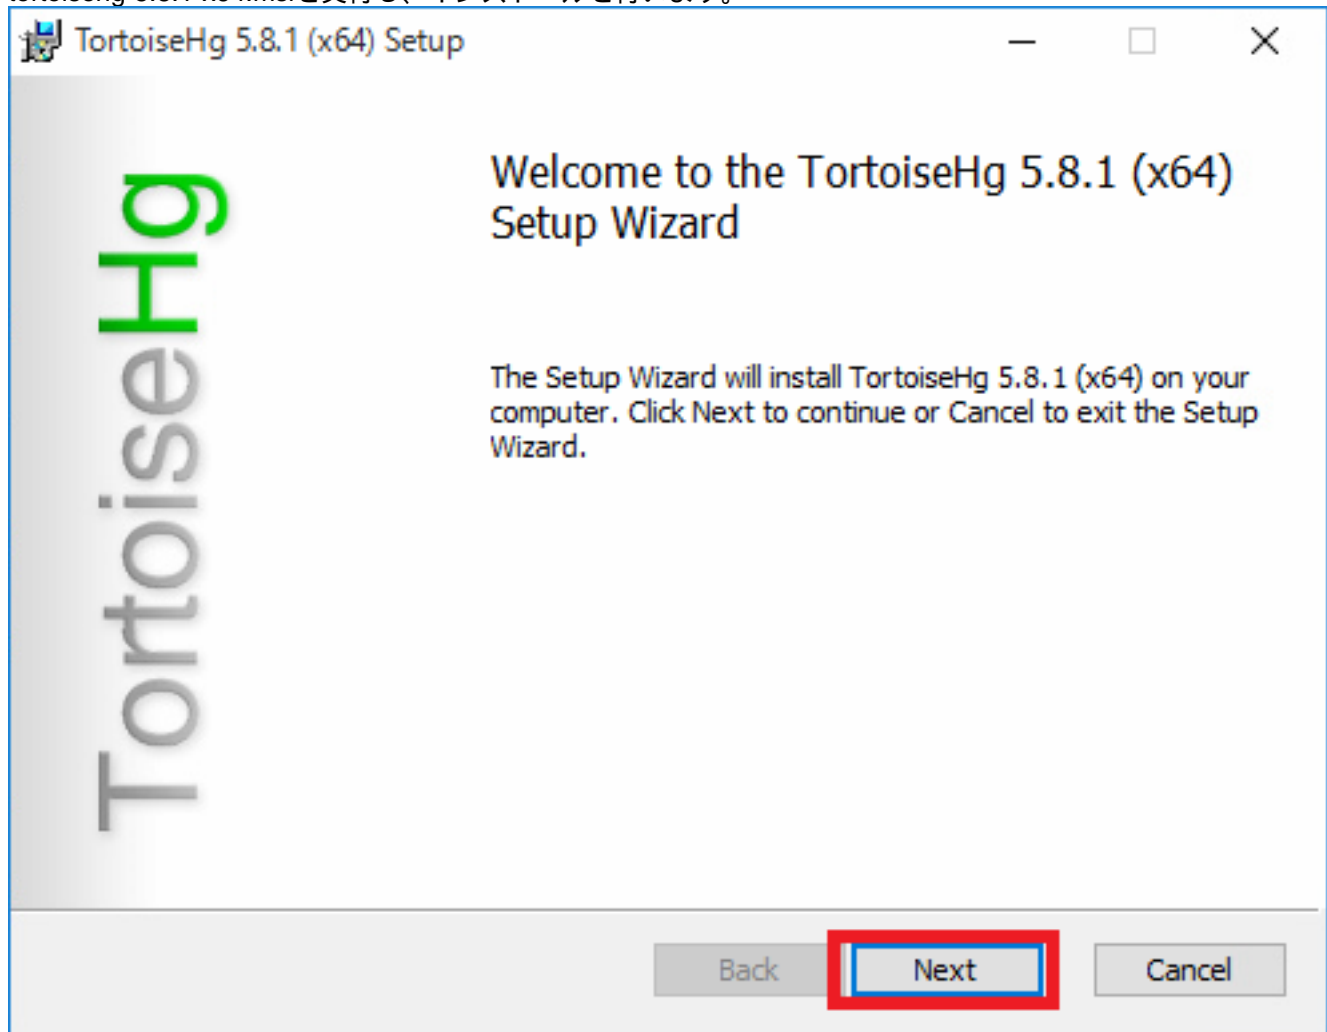 TortoiseHg 5.8.1 (x64) Setup
TortoiseHg
Welcome to the TortoiseHg 5.8.1 (x64)
Setup Wizard
The Setup Wizard will install TortoiseHg 5.8.1 (x64) on your
computer. Click Next to continue or Cancel to exit the Setup
Wizard.
Back
Next
Cancel